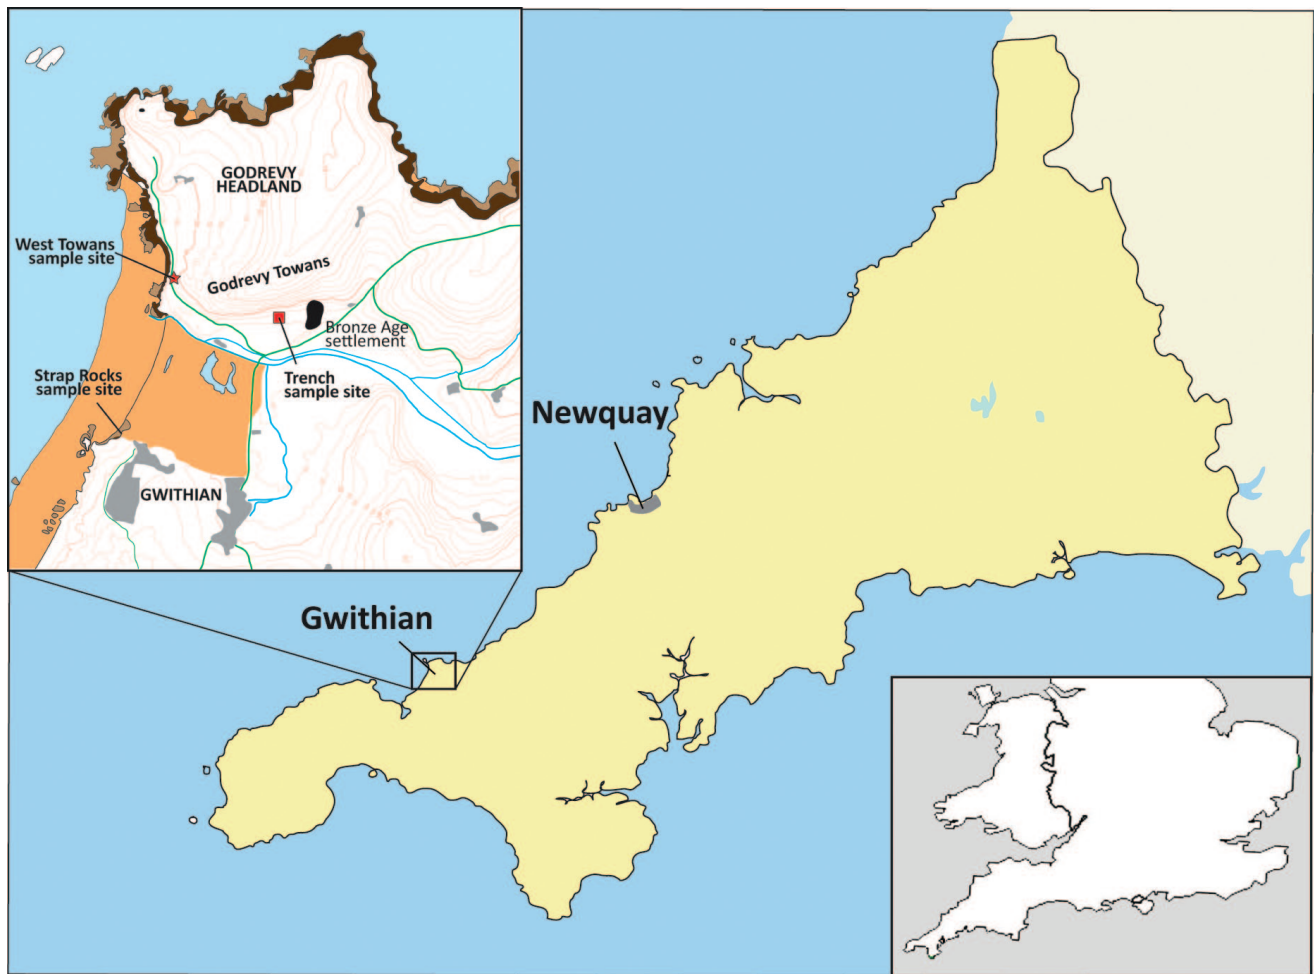 GODREVY
HEADLAND
West Towans
sample site
Godrevy Towans
Bronze Age
settlement
Strap Rocks
sample site
Trench
sample site
GWITHIAN
Newquay
Gwithian